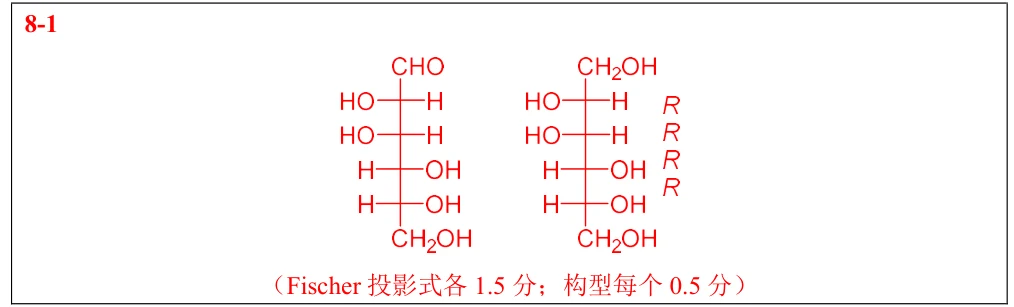 8-1
CHO CH₂OH
HO H HO H R
HO H HO H R
H OH H OH R
H OH H OH R
CH₂OH CH₂OH
（Fischer 投影式各 1.5 分；构型每个 0.5 分）